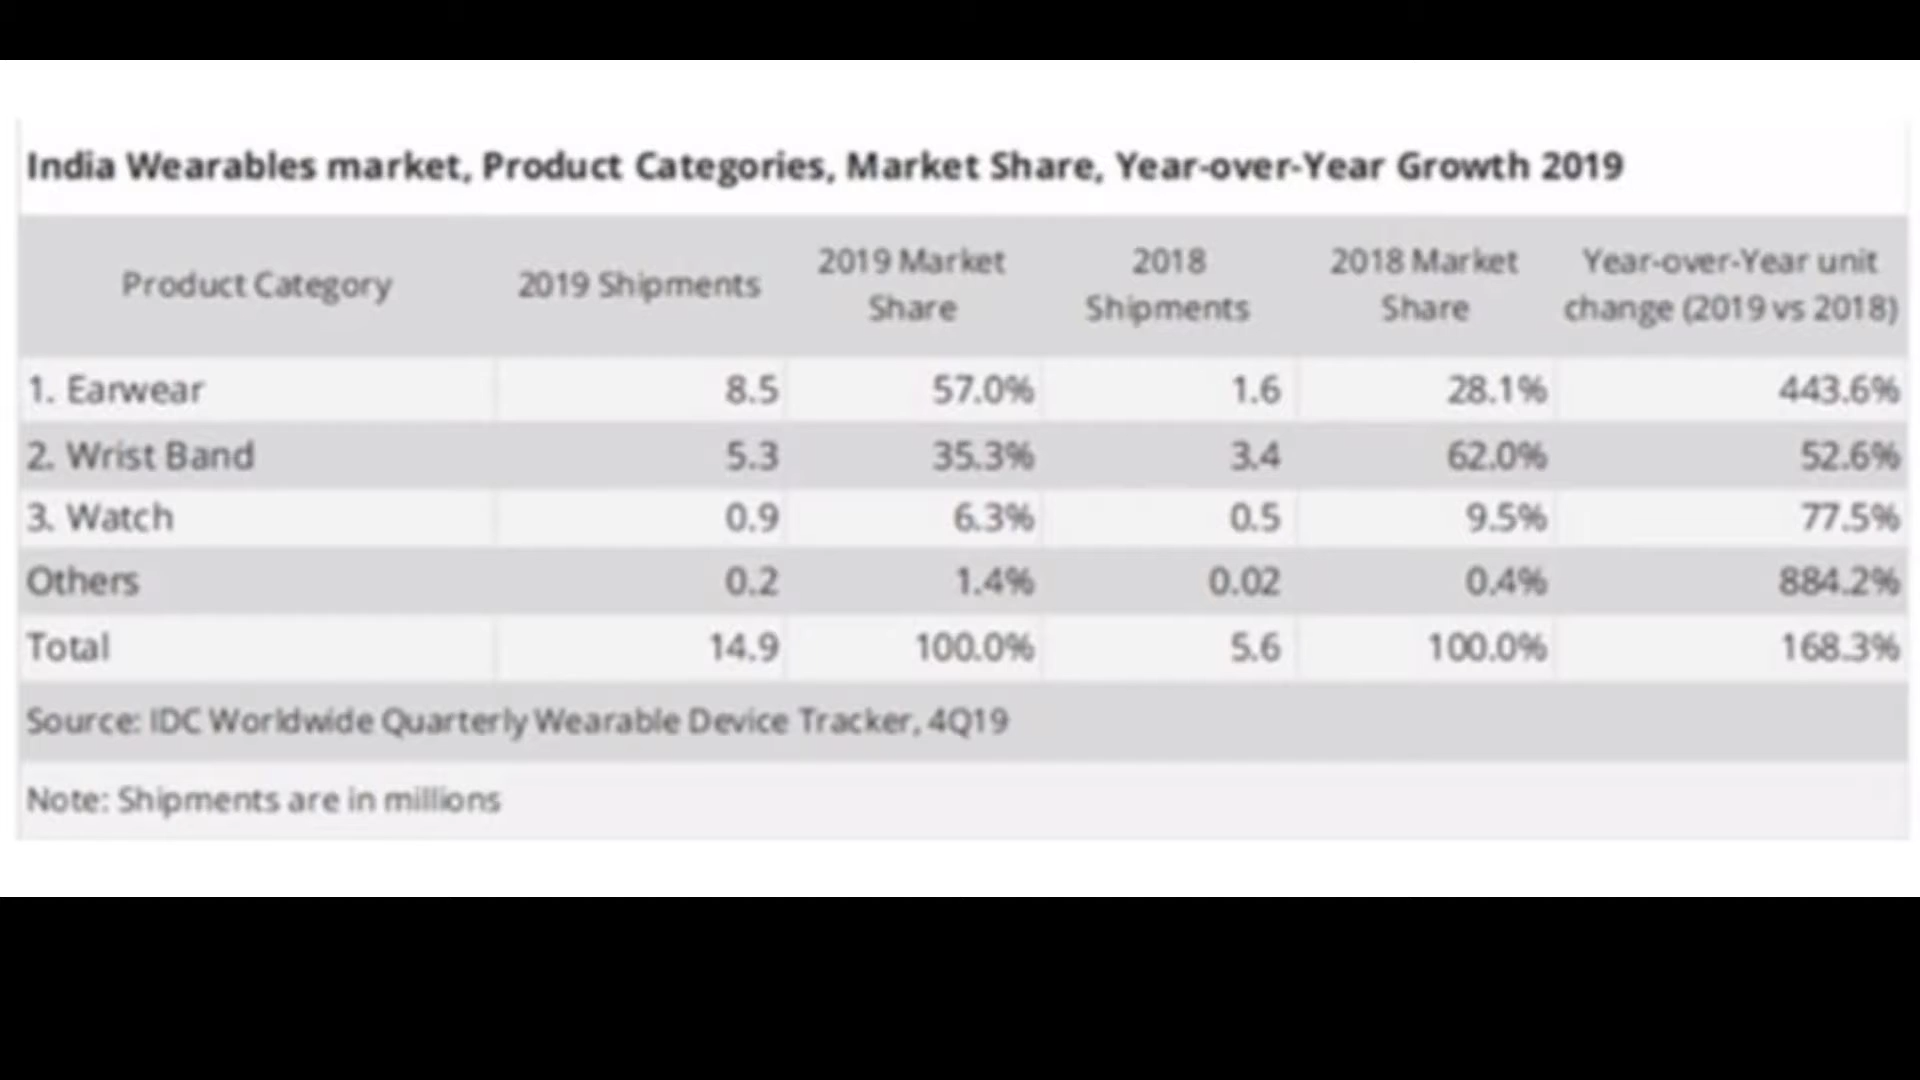 India Wearables market, Product Categories, Market Share, Year-over-Year Growth 2019
Product Category 2019 Shipments 2019 Market Share 2018 Shipments 2018 Market Share Year-over-Year unit change (2019 vs 2018)
1. Earwear 8.5 57.0% 1.6 28.1% 443.6%
2. Wrist Band 5.3 35.3% 3.4 62.0% 52.6%
3. Watch 0.9 6.3% 0.5 9.5% 77.5%
Others 0.2 1.4% 0.02 0.4% 884.2%
Total 14.9 100.0% 5.6 100.0% 168.3%
Source: IDC Worldwide Quarterly Wearable Device Tracker, 4Q19
Note: Shipments are in millions